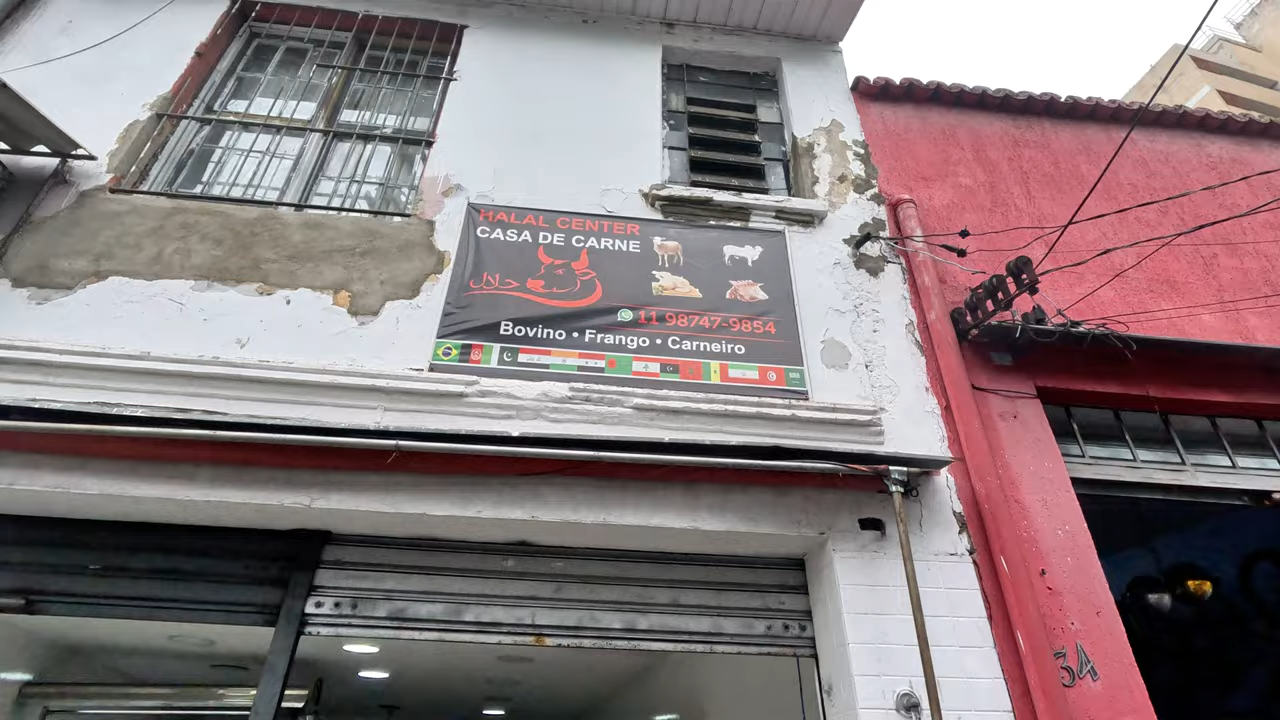 HALAL CENTER
CASA DE CARNE
حلال
11 98747-9854
Bovino • Frango • Carneiro
34